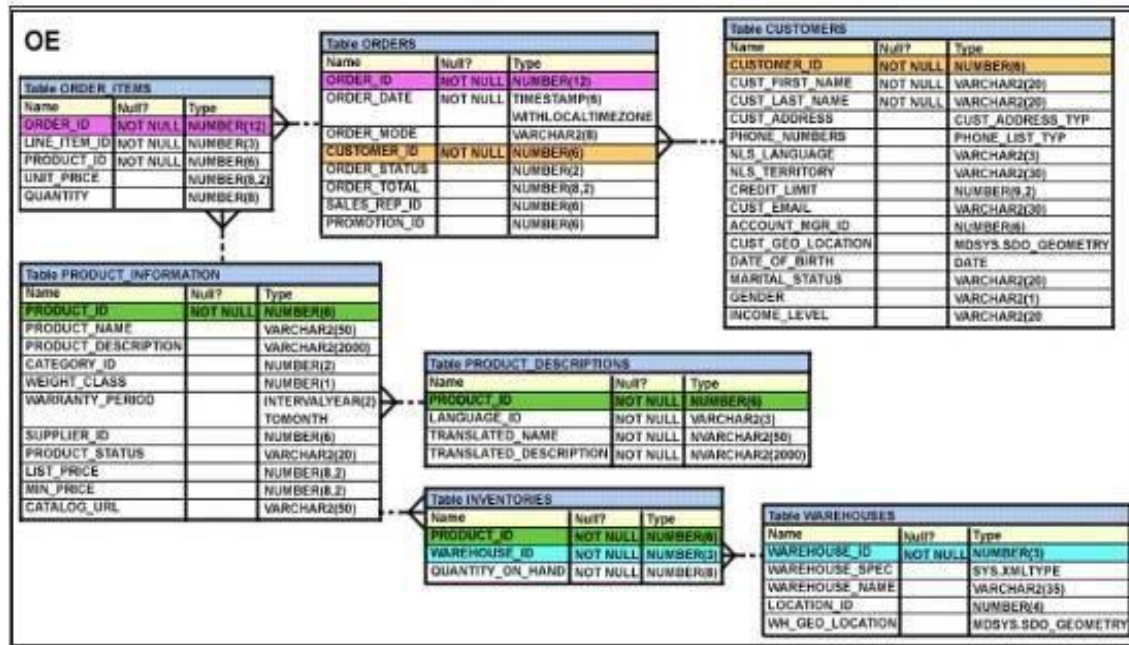 OE
Table ORDER_ITEMS
Name Null? Type
ORDER_ID NOT NULL NUMBER(12)
LINE_ITEM_ID NOT NULL NUMBER(3)
PRODUCT_ID NOT NULL NUMBER(6)
UNIT_PRICE NUMBER(8,2)
QUANTITY NUMBER(8)
Table ORDERS
Name Null? Type
ORDER_ID NOT NULL NUMBER(12)
ORDER_DATE NOT NULL TIMESTAMP(6)
WITHLOCALTIMEZONE
ORDER_MODE VARCHAR2(8)
CUSTOMER_ID NOT NULL NUMBER(6)
ORDER_STATUS NUMBER(2)
ORDER_TOTAL NUMBER(8,2)
SALES_REP_ID NUMBER(6)
PROMOTION_ID NUMBER(6)
Table CUSTOMERS
Name Null? Type
CUSTOMER_ID NOT NULL NUMBER(6)
CUST_FIRST_NAME NOT NULL VARCHAR2(20)
CUST_LAST_NAME NOT NULL VARCHAR2(20)
CUST_ADDRESS CUST_ADDRESS_TYP
PHONE_NUMBERS PHONE_LIST_TYP
NLS_LANGUAGE VARCHAR2(3)
NLS_TERRITORY VARCHAR2(30)
CREDIT_LIMIT NUMBER(9,2)
CUST_EMAIL VARCHAR2(30)
ACCOUNT_MGR_ID NUMBER(6)
CUST_GEO_LOCATION MDSYS.SDO_GEOMETRY
DATE_OF_BIRTH DATE
MARITAL_STATUS VARCHAR2(20)
GENDER VARCHAR2(1)
INCOME_LEVEL VARCHAR2(20
Table PRODUCT_INFORMATION
Name Null? Type
PRODUCT_ID NOT NULL NUMBER(6)
PRODUCT_NAME VARCHAR2(50)
PRODUCT_DESCRIPTION VARCHAR2(2000)
CATEGORY_ID NUMBER(2)
WEIGHT_CLASS NUMBER(1)
WARRANTY_PERIOD INTERVALYEAR(2)
TOMONTH
SUPPLIER_ID NUMBER(6)
PRODUCT_STATUS VARCHAR2(20)
LIST_PRICE NUMBER(8,2)
MIN_PRICE NUMBER(8,2)
CATALOG_URL VARCHAR2(50)
Table PRODUCT_DESCRIPTIONS
Name Null? Type
PRODUCT_ID NOT NULL NUMBER(6)
LANGUAGE_ID NOT NULL VARCHAR2(3)
TRANSLATED_NAME NOT NULL NVARCHAR2(50)
TRANSLATED_DESCRIPTION NOT NULL NVARCHAR2(2000)
Table INVENTORIES
Name Null? Type
PRODUCT_ID NOT NULL NUMBER(6)
WAREHOUSE_ID NOT NULL NUMBER(3)
QUANTITY_ON_HAND NOT NULL NUMBER(8)
Table WAREHOUSES
Name Null? Type
WAREHOUSE_ID NOT NULL NUMBER(3)
WAREHOUSE_SPEC SYS.XMLTYPE
WAREHOUSE_NAME VARCHAR2(35)
LOCATION_ID NUMBER(4)
WH_GEO_LOCATION MDSYS.SDO_GEOMETRY